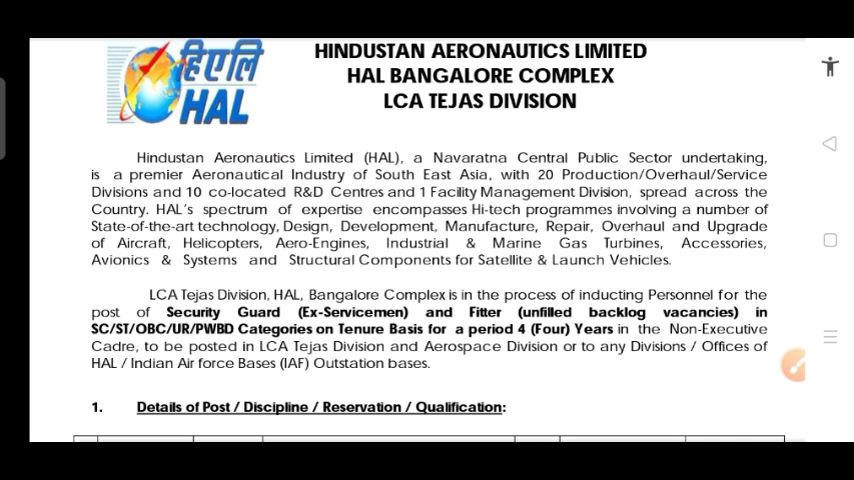 हिएलि
HAL
HINDUSTAN AERONAUTICS LIMITED
HAL BANGALORE COMPLEX
LCA TEJAS DIVISION
Hindustan Aeronautics Limited (HAL), a Navaratna Central Public Sector undertaking,
is a premier Aeronautical Industry of South East Asia, with 20 Production/Overhaul/Service
Divisions and 10 co-located R&D Centres and 1 Facility Management Division, spread across the
Country. HAL's spectrum of expertise encompasses Hi-tech programmes involving a number of
State-of-the-art technology, Design, Development, Manufacture, Repair, Overhaul and Upgrade
of Aircraft, Helicopters, Aero-Engines, Industrial & Marine Gas Turbines, Accessories,
Avionics & Systems and Structural Components for Satellite & Launch Vehicles.
LCA Tejas Division, HAL, Bangalore Complex is in the process of inducting Personnel for the
post of Security Guard (Ex-Servicemen) and Fitter (unfilled backlog vacancies) in
SC/ST/OBC/UR/PWBD Categories on Tenure Basis for a period 4 (Four) Years in the Non-Executive
Cadre, to be posted in LCA Tejas Division and Aerospace Division or to any Divisions / Offices of
HAL / Indian Air force Bases (IAF) Outstation bases.
1. Details of Post / Discipline / Reservation / Qualification: